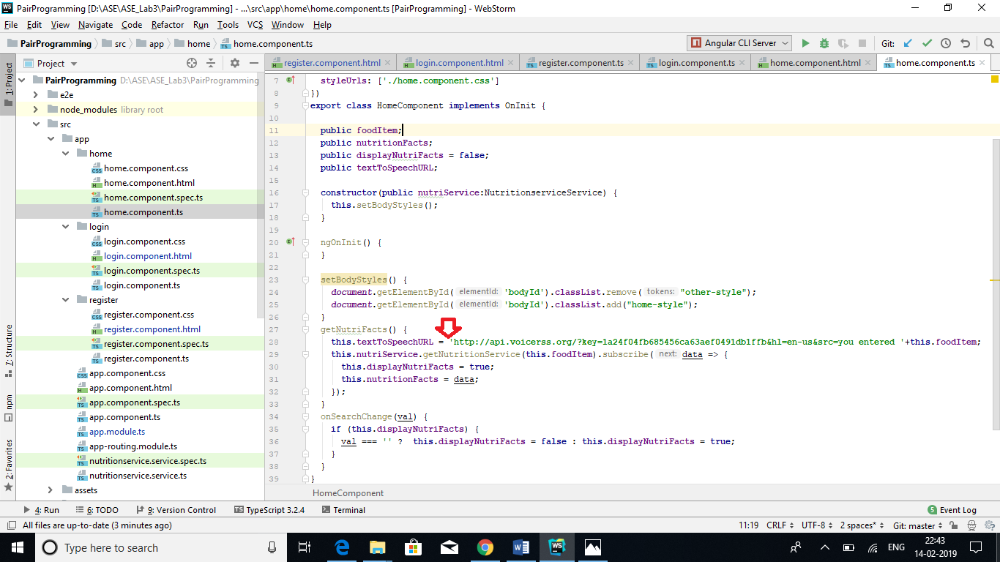 PairProgramming [D:\ASE\ASE_Lab3\PairProgramming] - ...\src\app\home\home.component.ts [PairProgramming] - WebStorm
File Edit View Navigate Code Refactor Run Tools VCS Window Help
PairProgramming src app home home.component.ts Angular CLI Server Git:
Project register.component.html login.component.html register.component.ts login.component.ts home.component.html home.component.ts
1: Project
PairProgramming D:\ASE\ASE_Lab3\PairProgramming
e2e
node_modules library root
src
app
home
home.component.css
home.component.html
home.component.spec.ts
home.component.ts
login
login.component.css
login.component.html
login.component.spec.ts
login.component.ts
register
register.component.css
register.component.html
register.component.spec.ts
register.component.ts
app.component.css
app.component.html
app.component.spec.ts
app.component.ts
app.module.ts
app-routing.module.ts
nutritionservice.service.spec.ts
nutritionservice.service.ts
assets
7: Structure
npm
2: Favorites
7 styleUrls: ['./home.component.css']
8 })
9 export class HomeComponent implements OnInit {
10
11 public foodItem;
12 public nutritionFacts;
13 public displayNutriFacts = false;
14 public textToSpeechURL;
15
16 constructor(public nutriService:NutritionserviceService) {
17 this.setBodyStyles();
18 }
19
20 ngOnInit() {
21 }
22
23 setBodyStyles() {
24 document.getElementById( elementId: 'bodyId').classList.remove( tokens: "other-style");
25 document.getElementById( elementId: 'bodyId').classList.add("home-style");
26 }
27 getNutriFacts() {
28 this.textToSpeechURL = 'http://api.voicerss.org/?key=1a24f04fb685456ca63aef0491db1ffb&hl=en-us&src=you entered '+this.foodItem;
29 this.nutriService.getNutritionService(this.foodItem).subscribe( next: data => {
30 this.displayNutriFacts = true;
31 this.nutritionFacts = data;
32 });
33 }
34 onSearchChange(val) {
35 if (this.displayNutriFacts) {
36 val === '' ? this.displayNutriFacts = false : this.displayNutriFacts = true;
37 }
38 }
39 }
HomeComponent
4: Run 6: TODO 9: Version Control TypeScript 3.2.4 Terminal 5 Event Log
All files are up-to-date (3 minutes ago) 11:19 CRLF UTF-8 2 spaces* Git: master
Type here to search ENG 22:43
14-02-2019